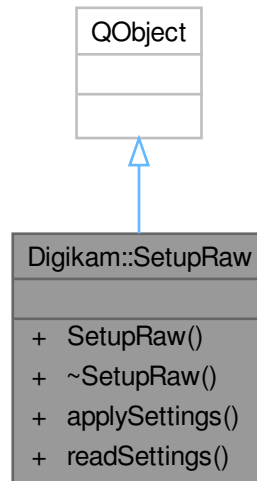 QObject
Digikam::SetupRaw
+ SetupRaw()
+ ~SetupRaw()
+ applySettings()
+ readSettings()